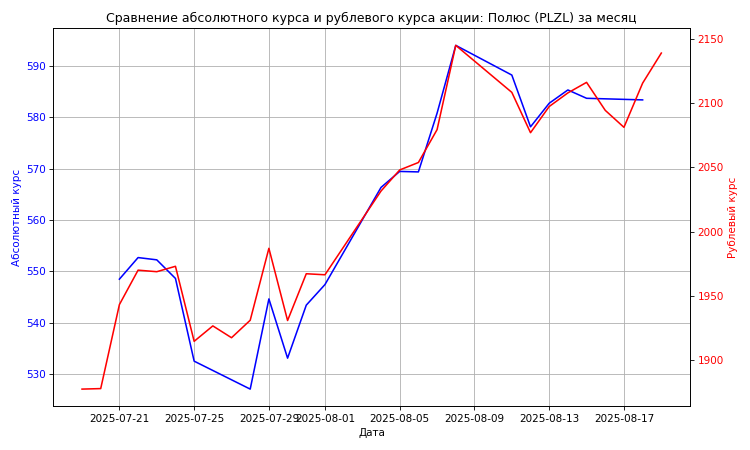 Сравнение абсолютного курса и рублевого курса акции: Полюс (PLZL) за месяц
Абсолютный курс
590
580
570
560
550
540
530
2150
2100
2050
2000
1950
1900
Рублевый курс
2025-07-21 2025-07-25 2025-07-29 2025-08-01 2025-08-05 2025-08-09 2025-08-13 2025-08-17
Дата